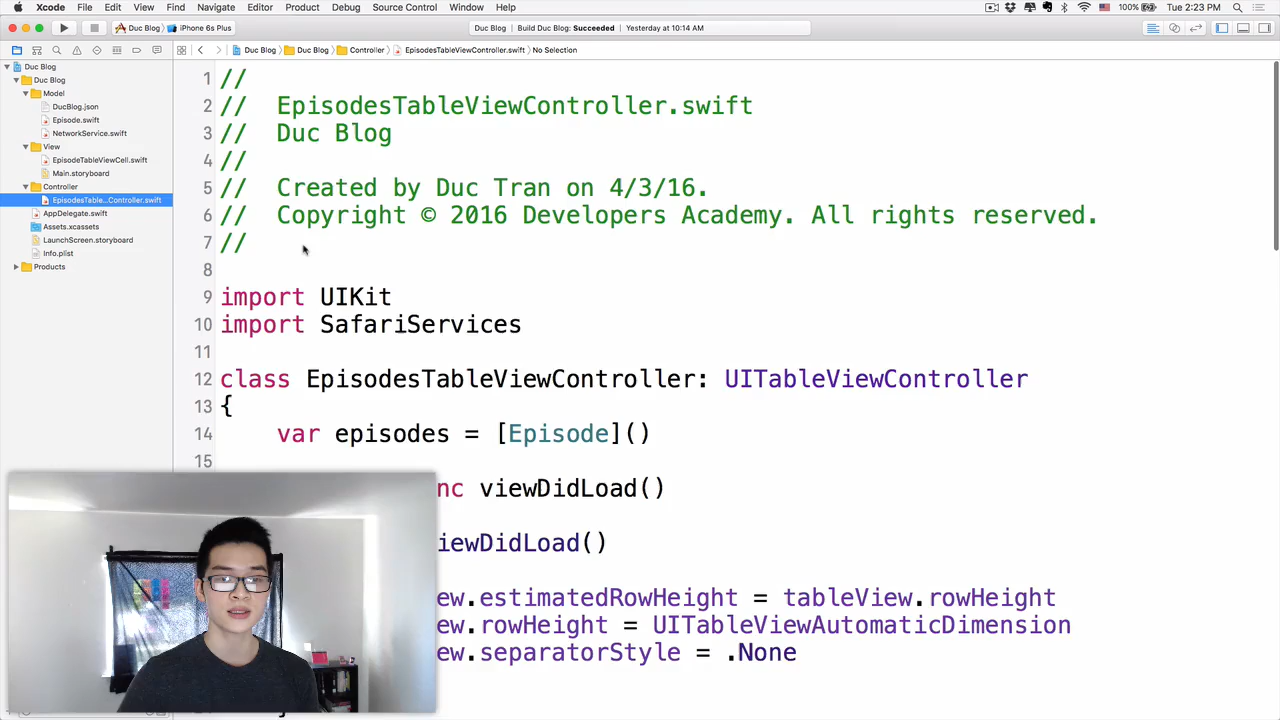 Xcode File Edit View Find Navigate Editor Product Debug Source Control Window Help 100% Tue 2:23 PM
Duc Blog iPhone 6s Plus Duc Blog | Build Duc Blog: Succeeded | Yesterday at 10:14 AM
Duc Blog Duc Blog Controller EpisodesTableViewController.swift No Selection
Duc Blog
Duc Blog
Model
DucBlog.json
Episode.swift
NetworkService.swift
View
EpisodeTableViewCell.swift
Main.storyboard
Controller
EpisodesTable...Controller.swift
AppDelegate.swift
Assets.xcassets
LaunchScreen.storyboard
Info.plist
Products
1 //
2 // EpisodesTableViewController.swift
3 // Duc Blog
4 //
5 // Created by Duc Tran on 4/3/16.
6 // Copyright © 2016 Developers Academy. All rights reserved.
7 //
8
9 import UIKit
10 import SafariServices
11
12 class EpisodesTableViewController: UITableViewController
13 {
14 var episodes = [Episode]()
15
nc viewDidLoad()
iewDidLoad()
ew.estimatedRowHeight = tableView.rowHeight
ew.rowHeight = UITableViewAutomaticDimension
ew.separatorStyle = .None